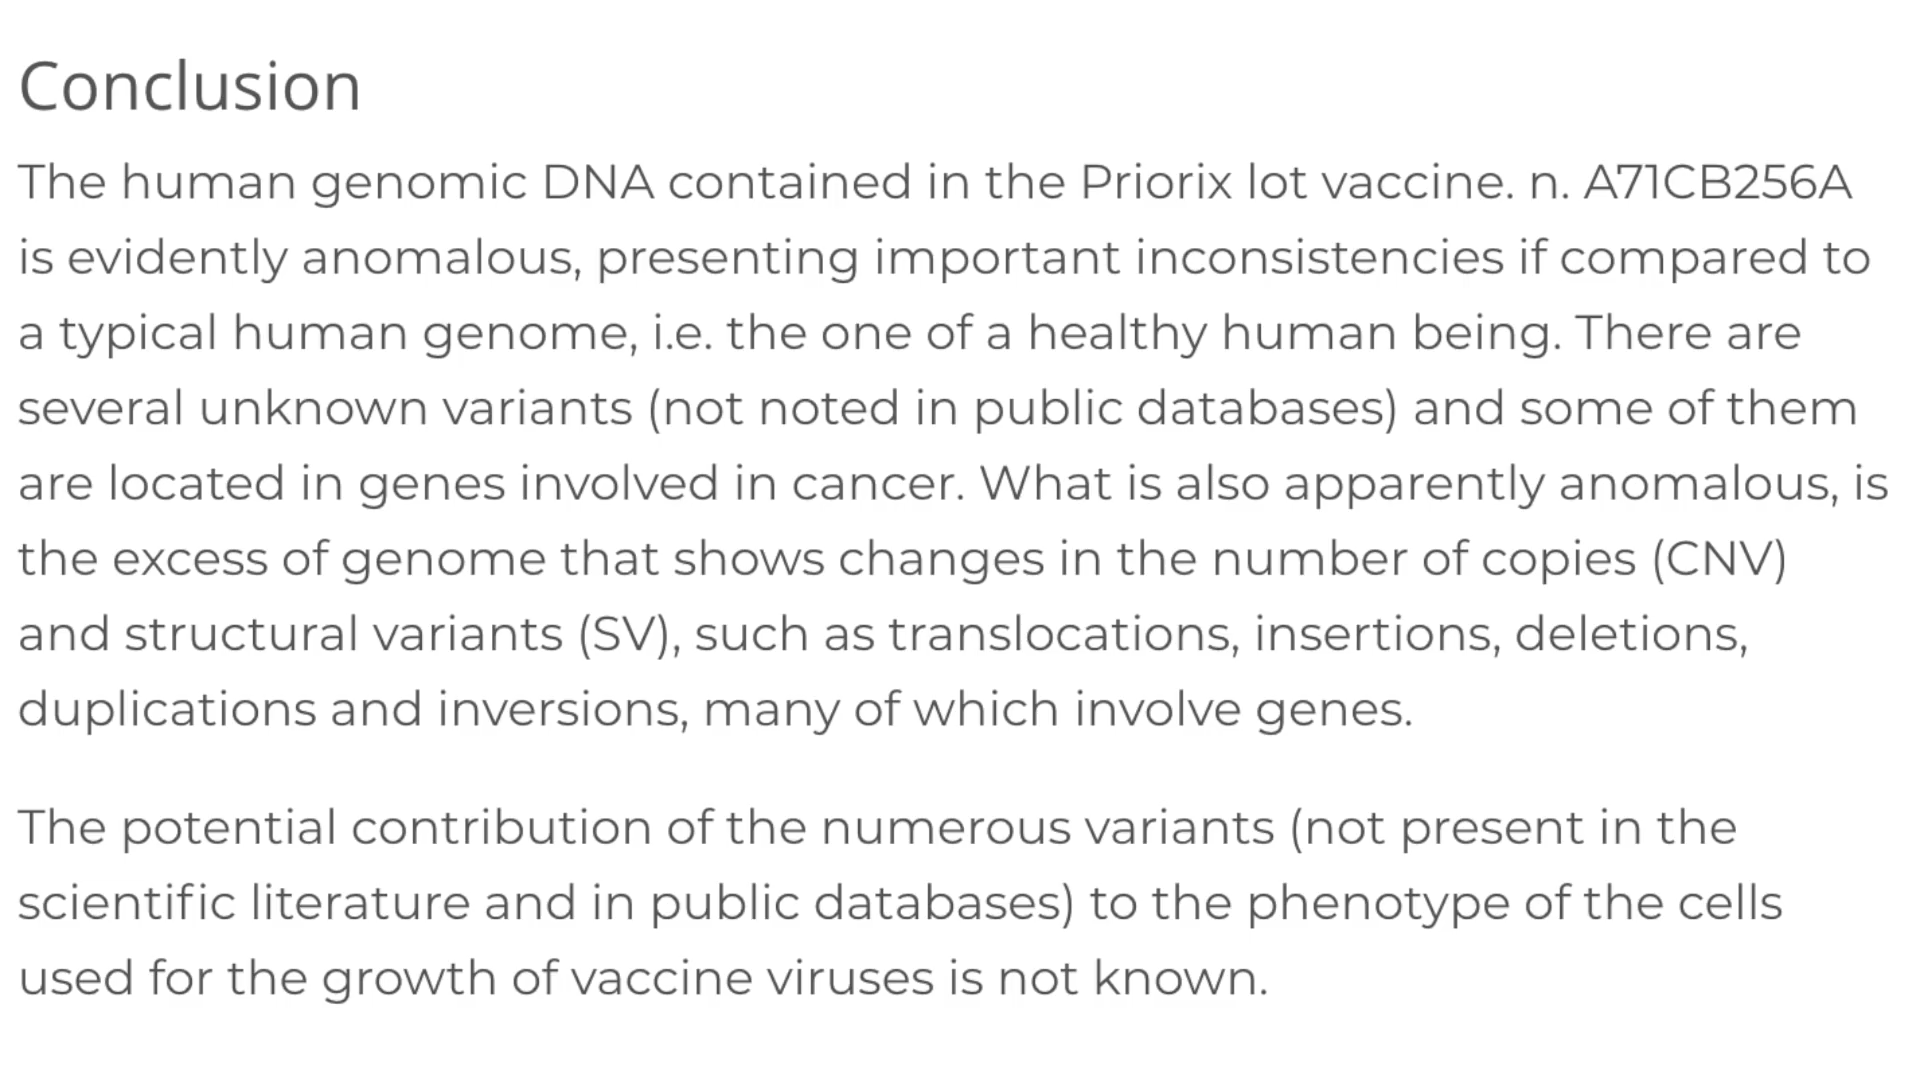 Conclusion
The human genomic DNA contained in the Priorix lot vaccine. n. A71CB256A
is evidently anomalous, presenting important inconsistencies if compared to
a typical human genome, i.e. the one of a healthy human being. There are
several unknown variants (not noted in public databases) and some of them
are located in genes involved in cancer. What is also apparently anomalous, is
the excess of genome that shows changes in the number of copies (CNV)
and structural variants (SV), such as translocations, insertions, deletions,
duplications and inversions, many of which involve genes.
The potential contribution of the numerous variants (not present in the
scientific literature and in public databases) to the phenotype of the cells
used for the growth of vaccine viruses is not known.